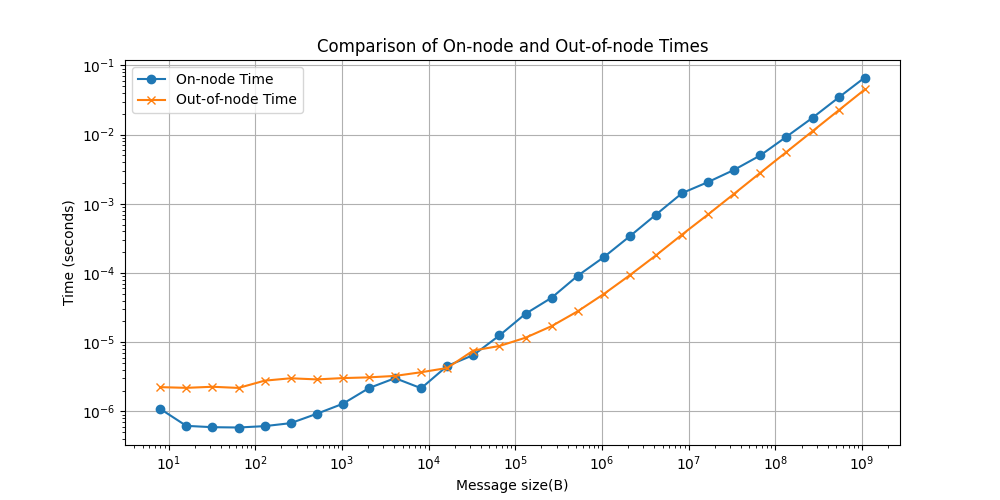 Comparison of On-node and Out-of-node Times
On-node Time
Out-of-node Time
Time (seconds)
10⁻¹
10⁻²
10⁻³
10⁻⁴
10⁻⁵
10⁻⁶
10¹ 10² 10³ 10⁴ 10⁵ 10⁶ 10⁷ 10⁸ 10⁹
Message size(B)